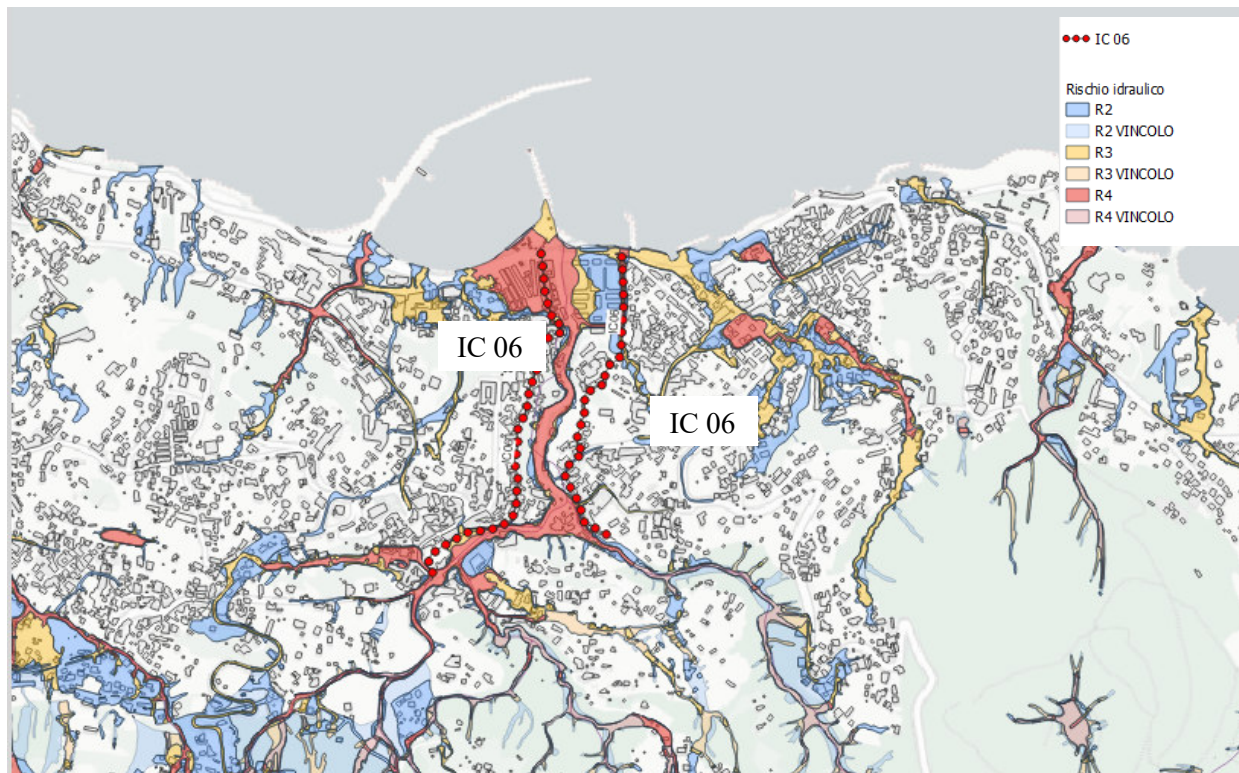 IC 06
Rischio idraulico
R2
R2 VINCOLO
R3
R3 VINCOLO
R4
R4 VINCOLO
IC 06
IC 06